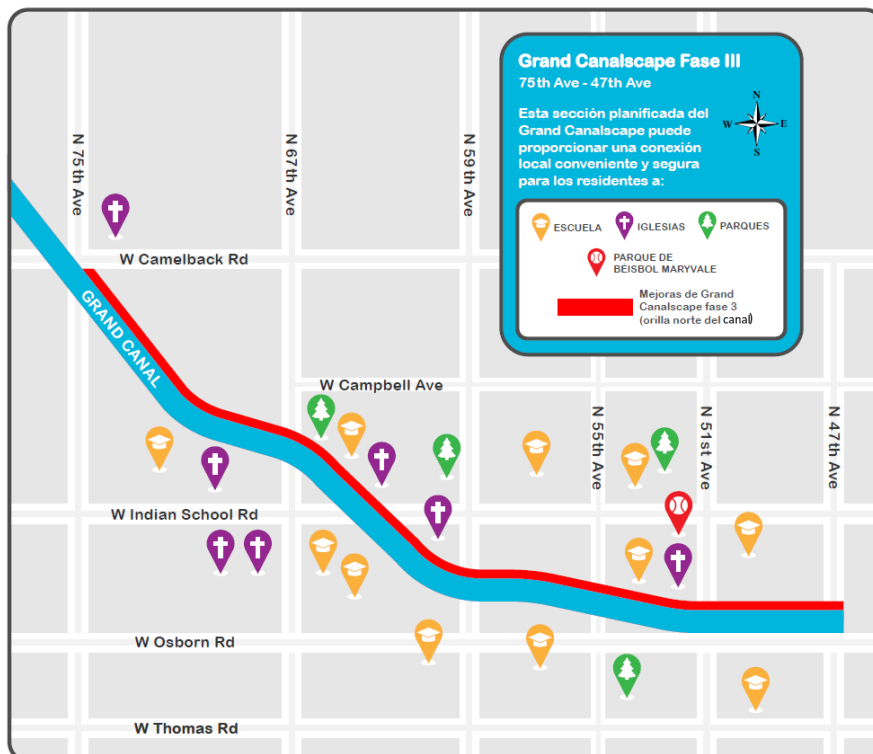 Grand Canalscape Fase III
75th Ave - 47th Ave
Esta sección planificada del
Grand Canalscape puede
proporcionar una conexión
local conveniente y segura
para los residentes a:
N
W
E
S
ESCUELA
IGLESIAS
PARQUES
PARQUE DE
BÉISBOL MARYVALE
Mejoras de Grand
Canalscape fase 3
(orilla norte del canal)
N 75th Ave
N 67th Ave
N 59th Ave
W Camelback Rd
GRAND CANAL
W Campbell Ave
N 55th Ave
N 51st Ave
N 47th Ave
W Indian School Rd
W Osborn Rd
W Thomas Rd